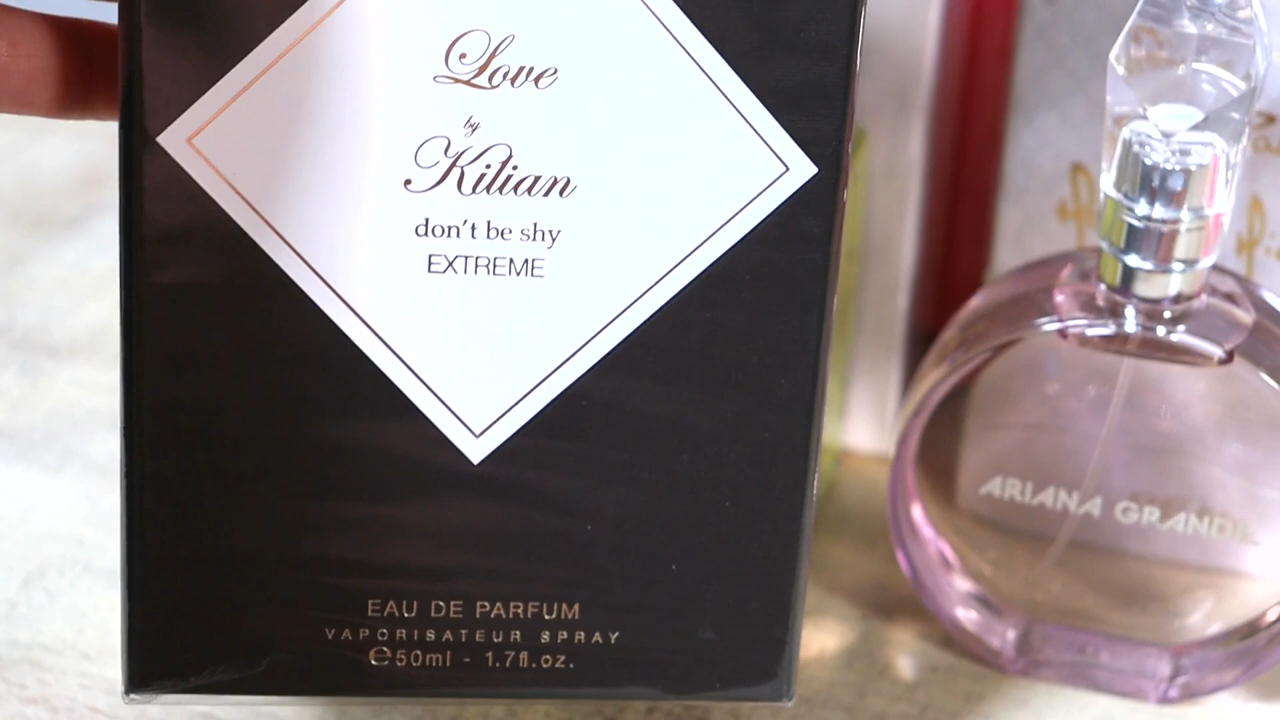 Love
by
Kilian
don't be shy
EXTREME
EAU DE PARFUM
VAPORISATEUR SPRAY
℮50ml - 1.7fl.oz.
ARIANA GRANDE